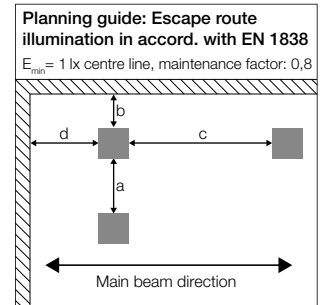 Planning guide: Escape route
illumination in accord. with EN 1838
Emin= 1 lx centre line, maintenance factor: 0,8
b
d
c
a
Main beam direction